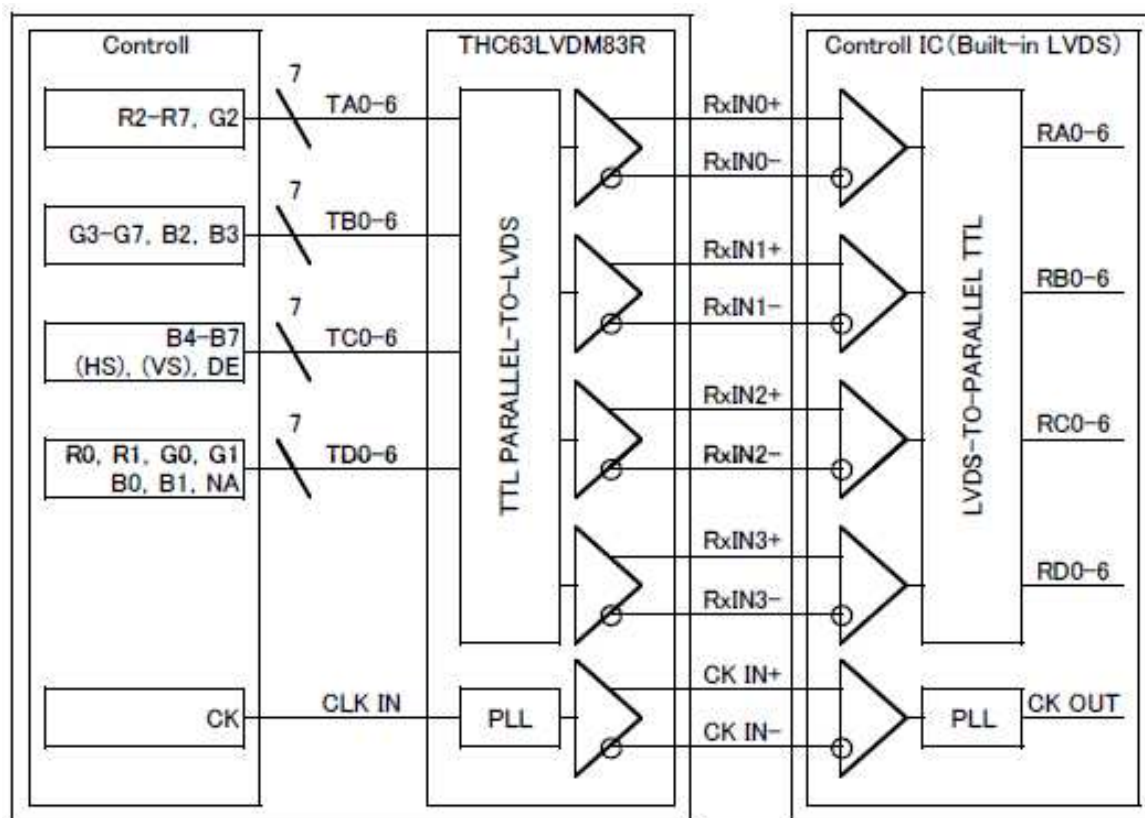 Controll
THC63LVDM83R
Controll IC(Built-in LVDS)
R2-R7, G2
7
TA0-6
G3-G7, B2, B3
7
TB0-6
B4-B7
(HS), (VS), DE
7
TC0-6
R0, R1, G0, G1
B0, B1, NA
7
TD0-6
CK
CLK IN
TTL PARALLEL-TO-LVDS
PLL
RxIN0+
RxIN0-
RxIN1+
RxIN1-
RxIN2+
RxIN2-
RxIN3+
RxIN3-
CK IN+
CK IN-
LVDS-TO-PARALLEL TTL
PLL
RA0-6
RB0-6
RC0-6
RD0-6
CK OUT